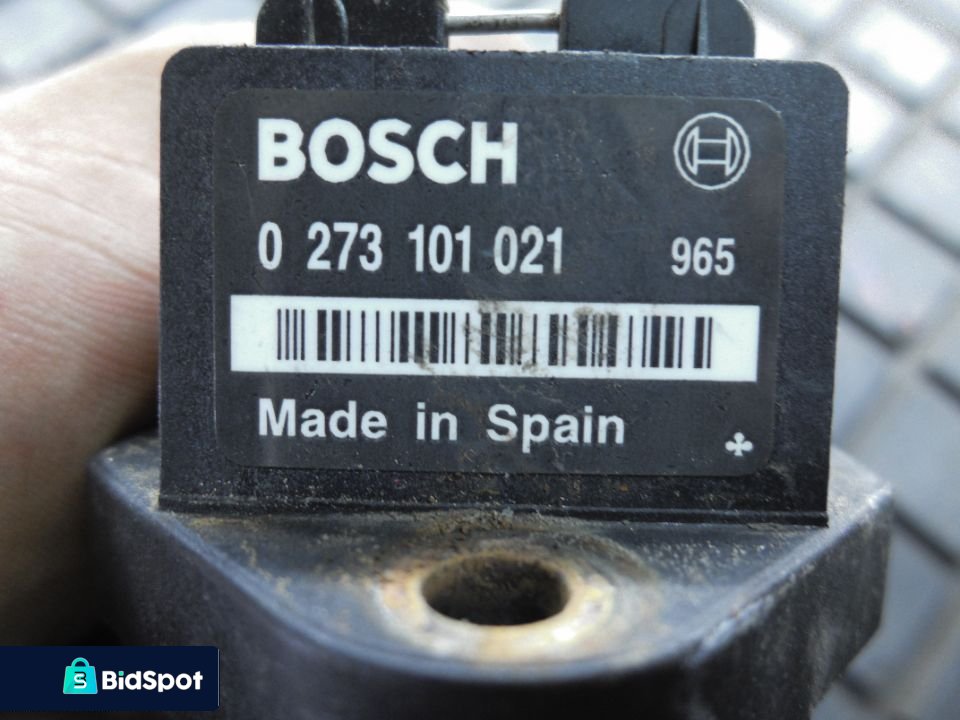 BOSCH
0 273 101 021 965
Made in Spain
BidSpot